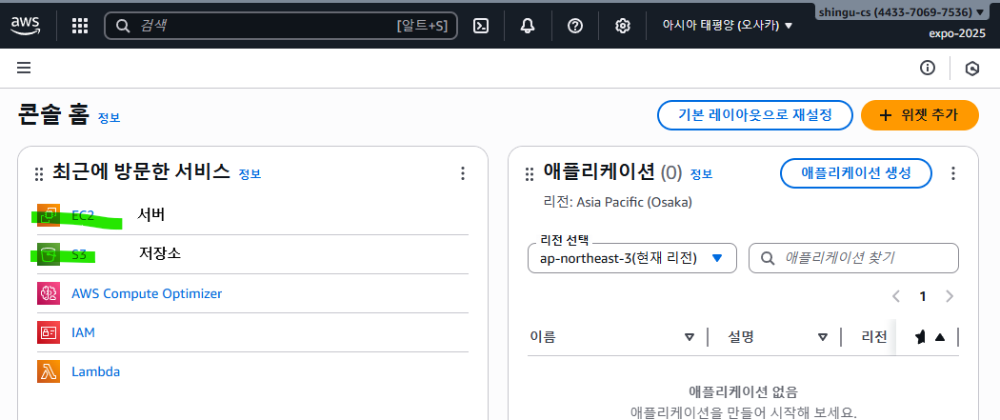 aws
검색 [알트+S]
아시아 태평양 (오사카)
shingu-cs (4433-7069-7536)
expo-2025
콘솔 홈 정보
기본 레이아웃으로 재설정
+ 위젯 추가
최근에 방문한 서비스 정보
EC2 서버
S3 저장소
AWS Compute Optimizer
IAM
Lambda
애플리케이션 (0) 정보
애플리케이션 생성
리전: Asia Pacific (Osaka)
리전 선택
ap-northeast-3(현재 리전)
애플리케이션 찾기
1
이름 설명 리전
애플리케이션 없음
애플리케이션을 만들어 시작해 보세요.